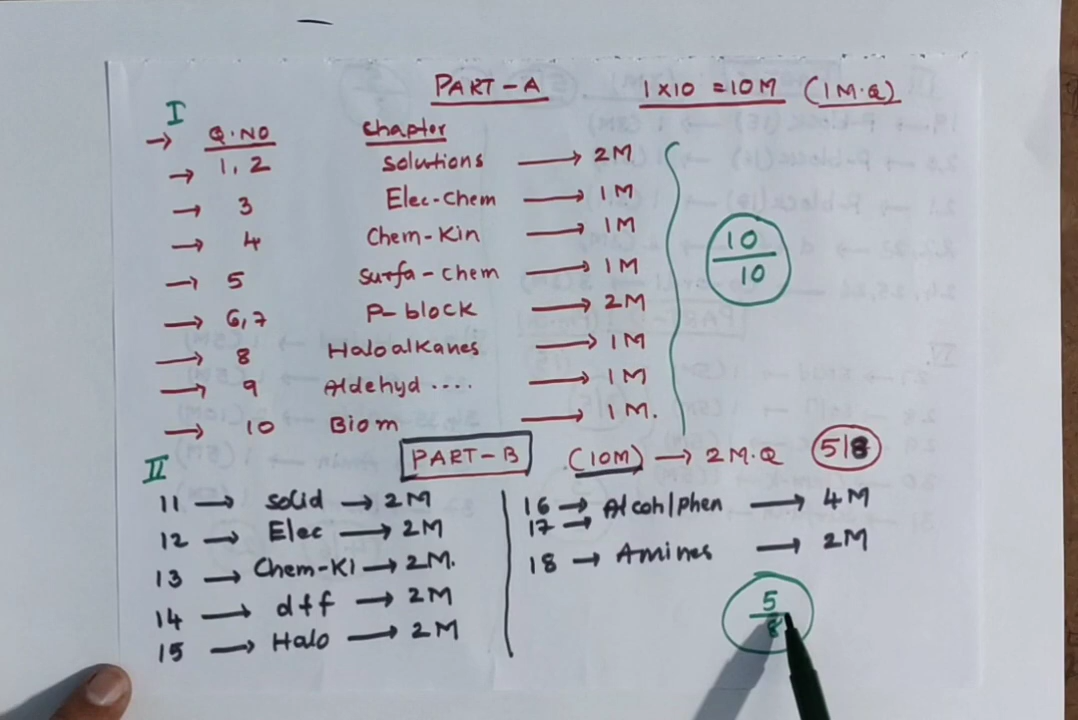 PART-A 1x10 =10M (1M.Q)
I
→ Q.NO chapter
→ 1,2 solutions → 2M
→ 3 Elec-Chem → 1M
→ 4 Chem-Kin → 1M
→ 5 Surfa-chem → 1M
→ 6,7 P-block → 2M
→ 8 Haloalkanes → 1M
→ 9 Aldehyd .... → 1M
→ 10 Biom → 1M.
10/10
II PART-B (10M) → 2M.Q 5/8
11 → solid → 2M
12 → Elec → 2M
13 → Chem-KI → 2M.
14 → d+f → 2M
15 → Halo → 2M
16 → Alcoh/phen → 4M
17 →
18 → Amines → 2M
5/8